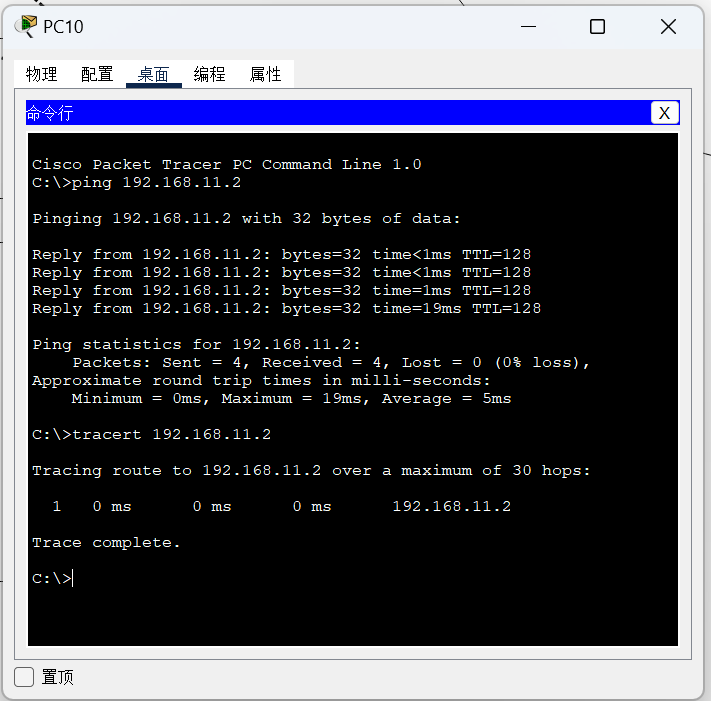 PC10
物理 配置 桌面 编程 属性
命令行
X
Cisco Packet Tracer PC Command Line 1.0
C:\>ping 192.168.11.2
Pinging 192.168.11.2 with 32 bytes of data:
Reply from 192.168.11.2: bytes=32 time<1ms TTL=128
Reply from 192.168.11.2: bytes=32 time<1ms TTL=128
Reply from 192.168.11.2: bytes=32 time=1ms TTL=128
Reply from 192.168.11.2: bytes=32 time=19ms TTL=128
Ping statistics for 192.168.11.2:
    Packets: Sent = 4, Received = 4, Lost = 0 (0% loss),
Approximate round trip times in milli-seconds:
    Minimum = 0ms, Maximum = 19ms, Average = 5ms
C:\>tracert 192.168.11.2
Tracing route to 192.168.11.2 over a maximum of 30 hops:
  1   0 ms      0 ms      0 ms      192.168.11.2
Trace complete.
C:\>
置顶